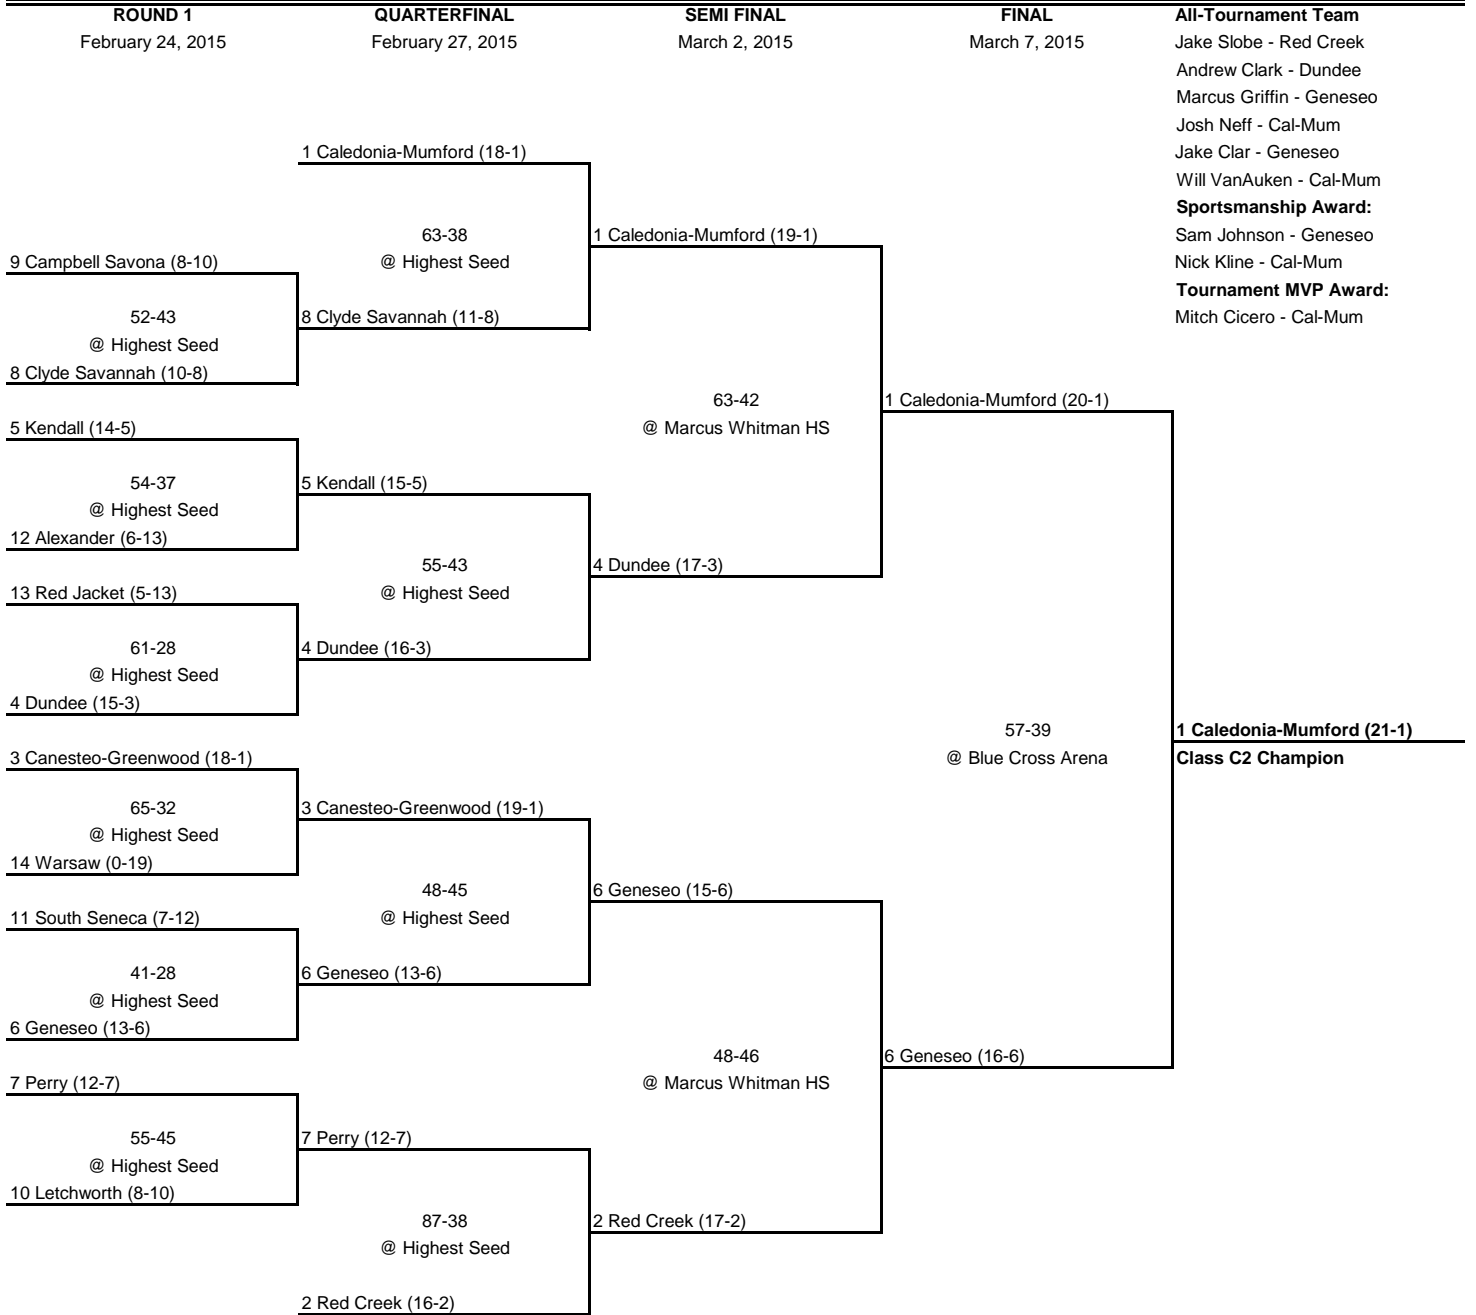 ROUND 1
February 24, 2015
9 Campbell Savona (8-10)
52-43
@ Highest Seed
8 Clyde Savannah (10-8)
5 Kendall (14-5)
54-37
@ Highest Seed
12 Alexander (6-13)
13 Red Jacket (5-13)
61-28
@ Highest Seed
4 Dundee (15-3)
3 Canesteo-Greenwood (18-1)
65-32
@ Highest Seed
14 Warsaw (0-19)
11 South Seneca (7-12)
41-28
@ Highest Seed
6 Geneseo (13-6)
7 Perry (12-7)
55-45
@ Highest Seed
10 Letchworth (8-10)
QUARTERFINAL
February 27, 2015
1 Caledonia-Mumford (18-1)
63-38
@ Highest Seed
8 Clyde Savannah (11-8)
5 Kendall (15-5)
55-43
@ Highest Seed
4 Dundee (16-3)
3 Canesteo-Greenwood (19-1)
48-45
@ Highest Seed
6 Geneseo (13-6)
7 Perry (12-7)
87-38
@ Highest Seed
2 Red Creek (16-2)
SEMI FINAL
March 2, 2015
1 Caledonia-Mumford (19-1)
63-42
@ Marcus Whitman HS
4 Dundee (17-3)
6 Geneseo (15-6)
48-46
@ Marcus Whitman HS
2 Red Creek (17-2)
FINAL
March 7, 2015
1 Caledonia-Mumford (20-1)
57-39
@ Blue Cross Arena
6 Geneseo (16-6)
All-Tournament Team
Jake Slobe - Red Creek
Andrew Clark - Dundee
Marcus Griffin - Geneseo
Josh Neff - Cal-Mum
Jake Clar - Geneseo
Will VanAuken - Cal-Mum
Sportsmanship Award:
Sam Johnson - Geneseo
Nick Kline - Cal-Mum
Tournament MVP Award:
Mitch Cicero - Cal-Mum
1 Caledonia-Mumford (21-1)
Class C2 Champion